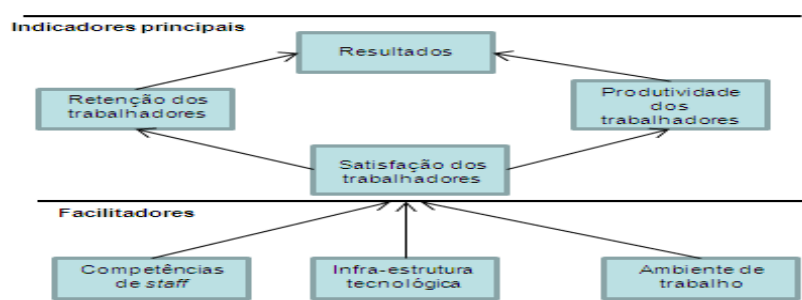 Indicadores principais
Resultados
Retenção dos
trabalhadores
Produtividade
dos
trabalhadores
Satisfação dos
trabalhadores
Facilitadores
Competências
de staff
Infra-estrutura
tecnológica
Ambiente de
trabalho